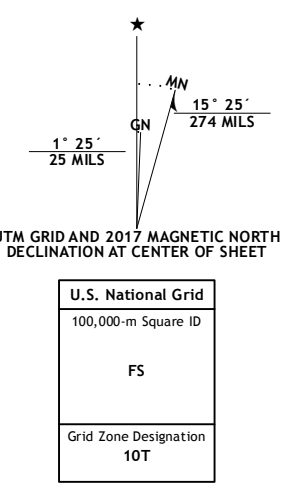 ★
MN
GN
15° 25´
274 MILS
1° 25´
25 MILS
UTM GRID AND 2017 MAGNETIC NORTH
DECLINATION AT CENTER OF SHEET
U.S. National Grid
100,000-m Square ID
FS
Grid Zone Designation
10T